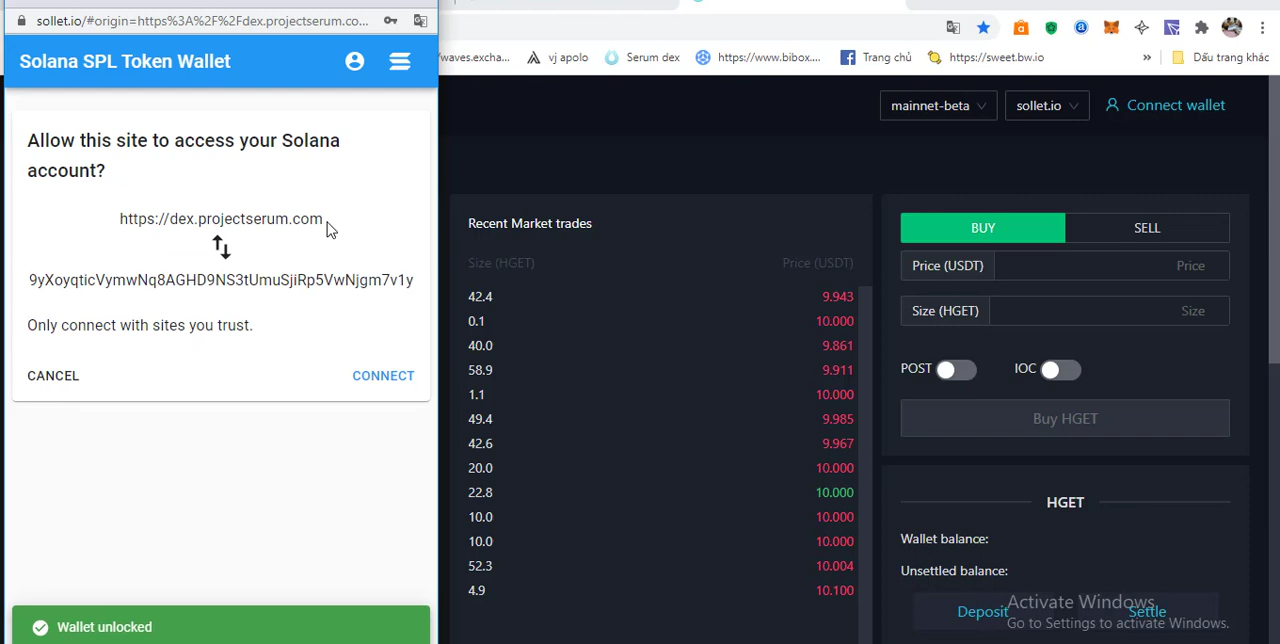 sollet.io/#origin=https%3A%2F%2Fdex.projectserum.co...
Solana SPL Token Wallet
Allow this site to access your Solana
account?
https://dex.projectserum.com
9yXoyqticVymwNq8AGHD9NS3tUmuSjiRp5VwNjgm7v1y
Only connect with sites you trust.
CANCEL
CONNECT
Wallet unlocked
/waves.excha...
vj apolo
Serum dex
https://www.bibox....
Trang chủ
https://sweet.bw.io
»
Dấu trang khác
mainnet-beta
sollet.io
Connect wallet
Recent Market trades
Size (HGET) Price (USDT)
42.4 9.943
0.1 10.000
40.0 9.861
58.9 9.911
1.1 10.000
49.4 9.985
42.6 9.967
20.0 10.000
22.8 10.000
10.0 10.000
10.0 10.000
52.3 10.004
4.9 10.100
BUY SELL
Price (USDT) Price
Size (HGET) Size
POST IOC
Buy HGET
HGET
Wallet balance:
Unsettled balance:
Deposit Settle
Activate Windows
Go to Settings to activate Windows.